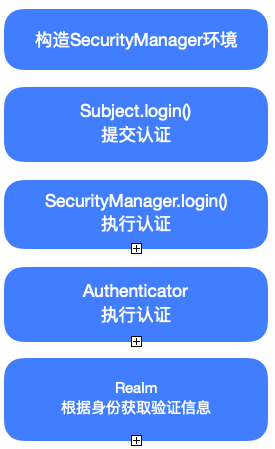 构造SecurityManager环境
Subject.login()
提交认证
SecurityManager.login()
执行认证
Authenticator
执行认证
Realm
根据身份获取验证信息